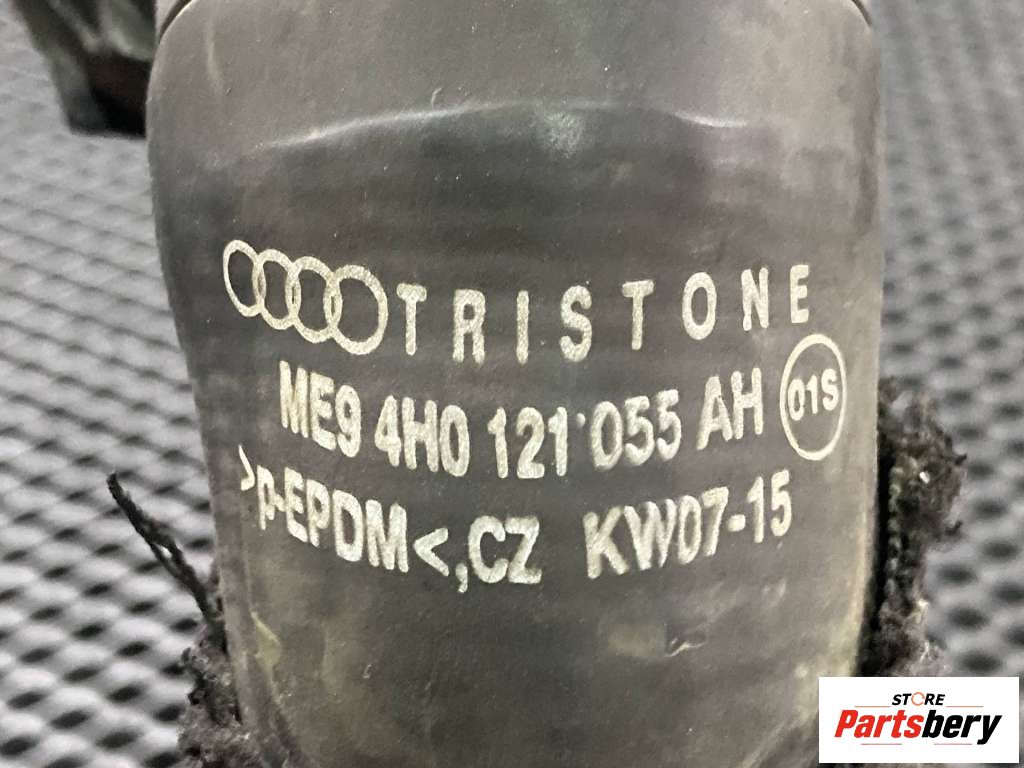 TRISTONE
ME9 4H0 121 055 AH 01S
>p-EPDM<,CZ KW07-15
STORE
Partsbery